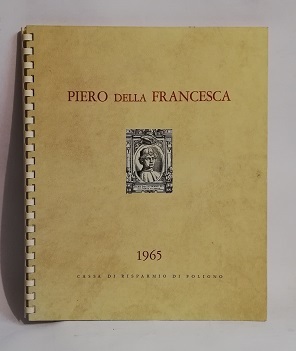 PIERO DELLA FRANCESCA
1965
CASSA DI RISPARMIO DI FOLIGNO